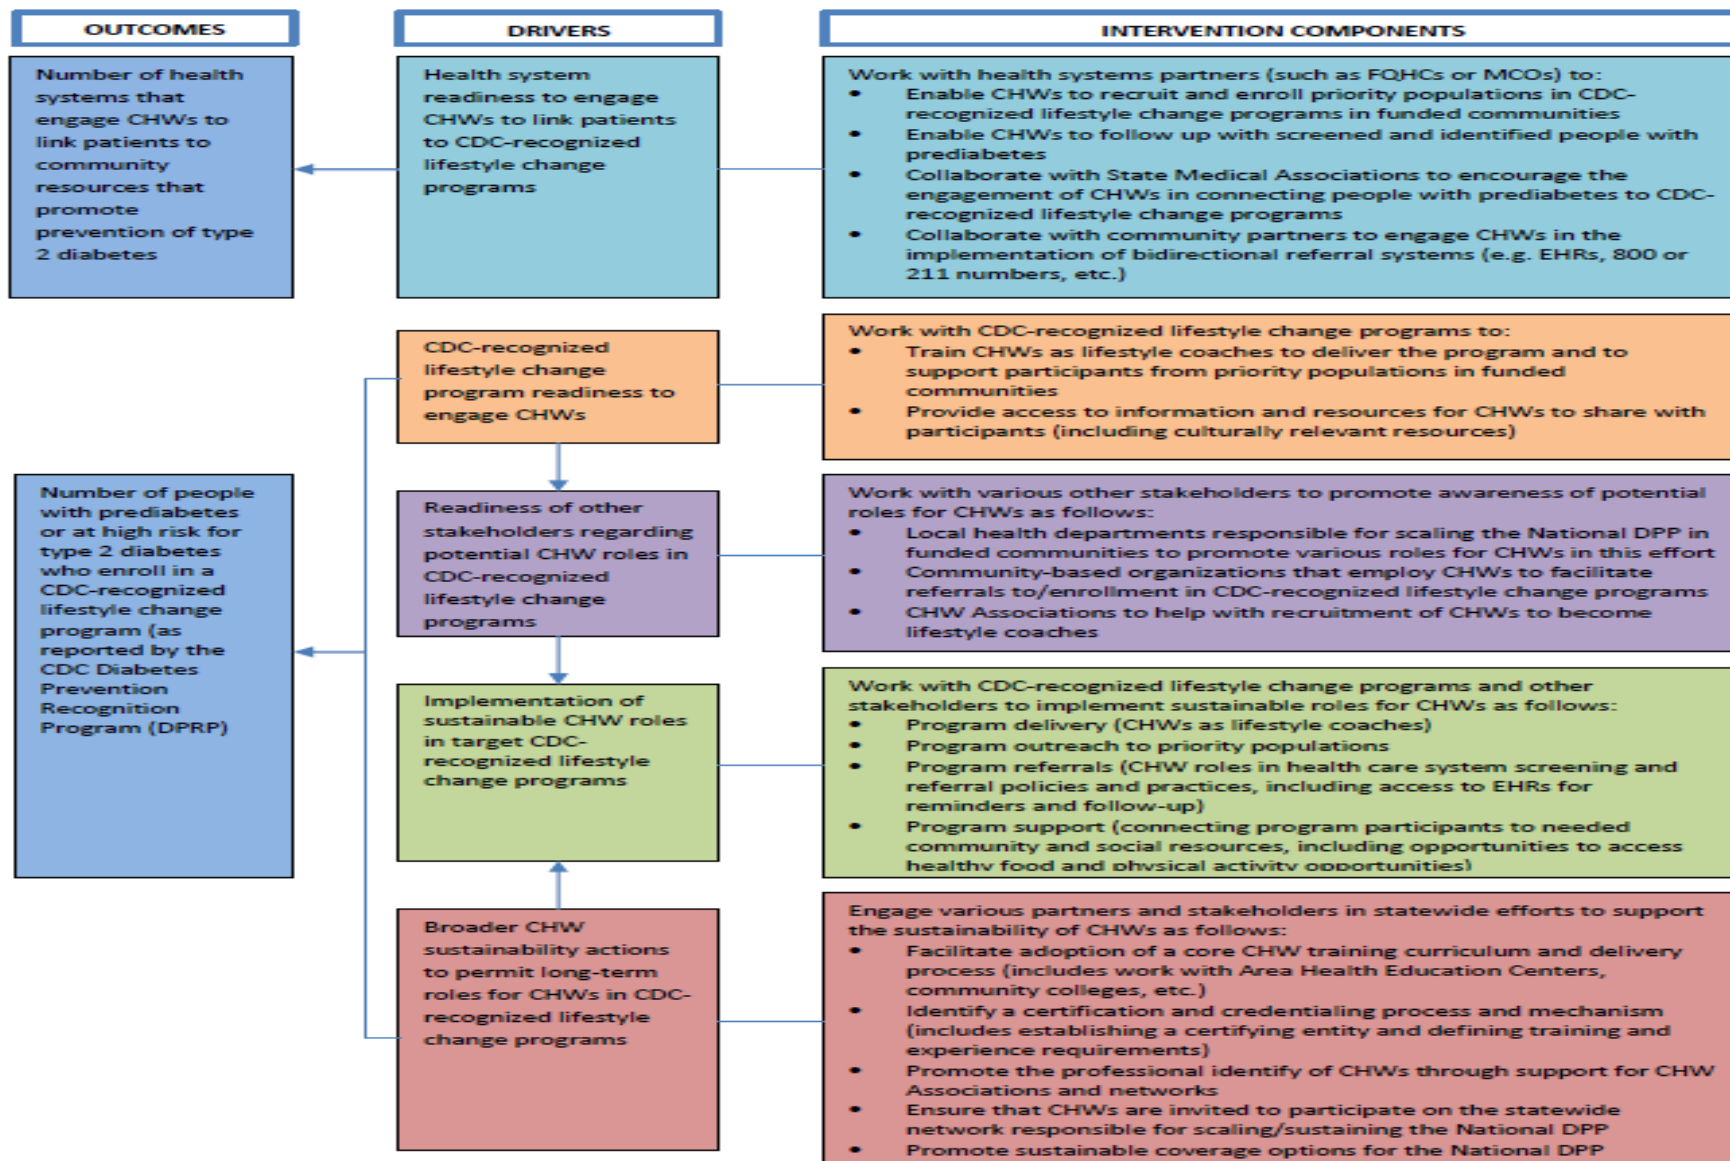 OUTCOMES
DRIVERS
INTERVENTION COMPONENTS
Number of health
systems that
engage CHWs to
link patients to
community
resources that
promote
prevention of type
2 diabetes
Health system
readiness to engage
CHWs to link patients
to CDC-recognized
lifestyle change
programs
Work with health systems partners (such as FQHCs or MCOs) to:
• Enable CHWs to recruit and enroll priority populations in CDC-
recognized lifestyle change programs in funded communities
• Enable CHWs to follow up with screened and identified people with
prediabetes
• Collaborate with State Medical Associations to encourage the
engagement of CHWs in connecting people with prediabetes to CDC-
recognized lifestyle change programs
• Collaborate with community partners to engage CHWs in the
implementation of bidirectional referral systems (e.g. EHRs, 800 or
211 numbers, etc.)
CDC-recognized
lifestyle change
program readiness to
engage CHWs
Work with CDC-recognized lifestyle change programs to:
• Train CHWs as lifestyle coaches to deliver the program and to
support participants from priority populations in funded
communities
• Provide access to information and resources for CHWs to share with
participants (including culturally relevant resources)
Number of people
with prediabetes
or at high risk for
type 2 diabetes
who enroll in a
CDC-recognized
lifestyle change
program (as
reported by the
CDC Diabetes
Prevention
Recognition
Program (DPRP)
Readiness of other
stakeholders regarding
potential CHW roles in
CDC-recognized
lifestyle change
programs
Work with various other stakeholders to promote awareness of potential
roles for CHWs as follows:
• Local health departments responsible for scaling the National DPP in
funded communities to promote various roles for CHWs in this effort
• Community-based organizations that employ CHWs to facilitate
referrals to/enrollment in CDC-recognized lifestyle change programs
• CHW Associations to help with recruitment of CHWs to become
lifestyle coaches
Implementation of
sustainable CHW roles
in target CDC-
recognized lifestyle
change programs
Work with CDC-recognized lifestyle change programs and other
stakeholders to implement sustainable roles for CHWs as follows:
• Program delivery (CHWs as lifestyle coaches)
• Program outreach to priority populations
• Program referrals (CHW roles in health care system screening and
referral policies and practices, including access to EHRs for
reminders and follow-up)
• Program support (connecting program participants to needed
community and social resources, including opportunities to access
healthy food and physical activity opportunities)
Broader CHW
sustainability actions
to permit long-term
roles for CHWs in CDC-
recognized lifestyle
change programs
Engage various partners and stakeholders in statewide efforts to support
the sustainability of CHWs as follows:
• Facilitate adoption of a core CHW training curriculum and delivery
process (includes work with Area Health Education Centers,
community colleges, etc.)
• Identify a certification and credentialing process and mechanism
(includes establishing a certifying entity and defining training and
experience requirements)
• Promote the professional identify of CHWs through support for CHW
Associations and networks
• Ensure that CHWs are invited to participate on the statewide
network responsible for scaling/sustaining the National DPP
• Promote sustainable coverage options for the National DPP